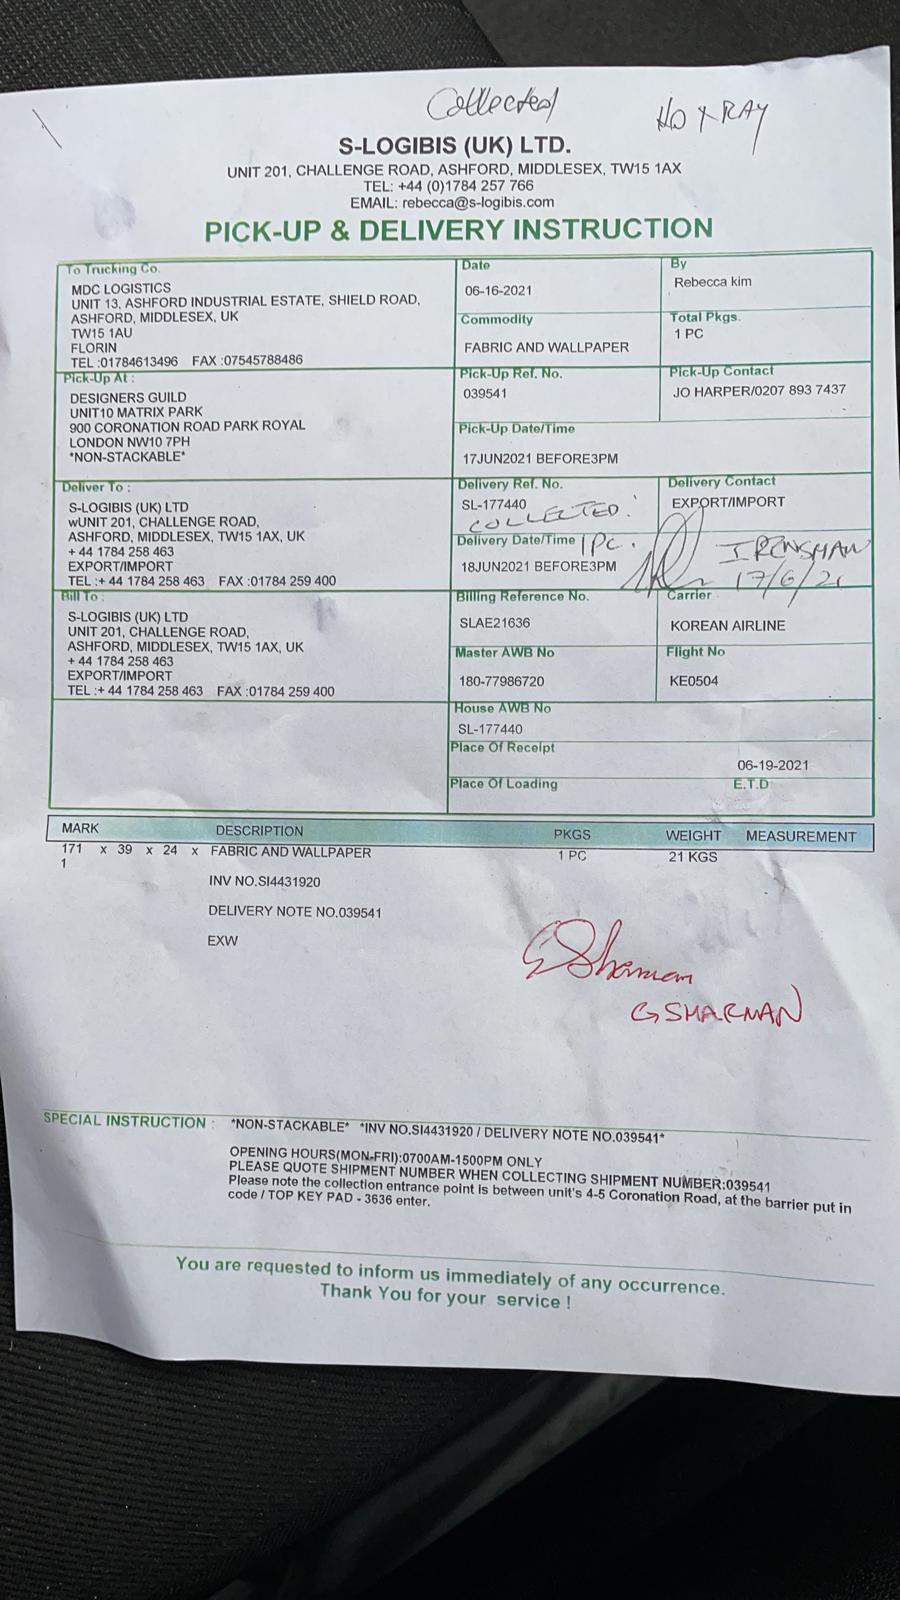 Collected
S-LOGIBIS (UK) LTD.
UNIT 201, CHALLENGE ROAD, ASHFORD, MIDDLESEX, TW15 1AX
TEL: +44 (0)1784 257 766
EMAIL: rebecca@s-logibis.com
PICK-UP & DELIVERY INSTRUCTION
To Trucking Co.
MDC LOGISTICS
UNIT 13, ASHFORD INDUSTRIAL ESTATE, SHIELD ROAD,
ASHFORD, MIDDLESEX, UK
TW15 1AU
FLORIN
TEL :01784613496 FAX :07545788486
Date
06-16-2021
By
Rebecca kim
Commodity
FABRIC AND WALLPAPER
Total Pkgs.
1 PC
Pick-Up At :
DESIGNERS GUILD
UNIT10 MATRIX PARK
900 CORONATION ROAD PARK ROYAL
LONDON NW10 7PH
*NON-STACKABLE*
Pick-Up Ref. No.
039541
Pick-Up Contact
JO HARPER/0207 893 7437
Pick-Up Date/Time
17JUN2021 BEFORE3PM
Deliver To :
S-LOGIBIS (UK) LTD
wUNIT 201, CHALLENGE ROAD,
ASHFORD, MIDDLESEX, TW15 1AX, UK
+ 44 1784 258 463
EXPORT/IMPORT
TEL :+ 44 1784 258 463 FAX :01784 259 400
Delivery Ref. No.
SL-177440
COLLECTED.
Delivery Contact
EXPORT/IMPORT
Delivery Date/Time 1PC.
18JUN2021 BEFORE3PM
17/6/21
Bill To :
S-LOGIBIS (UK) LTD
UNIT 201, CHALLENGE ROAD,
ASHFORD, MIDDLESEX, TW15 1AX, UK
+ 44 1784 258 463
EXPORT/IMPORT
TEL :+ 44 1784 258 463 FAX :01784 259 400
Billing Reference No.
SLAE21636
Carrier
KOREAN AIRLINE
Master AWB No
180-77986720
Flight No
KE0504
House AWB No
SL-177440
Place Of Receipt
06-19-2021
Place Of Loading E.T.D
MARK DESCRIPTION PKGS WEIGHT MEASUREMENT
171 x 39 x 24 x FABRIC AND WALLPAPER 1 PC 21 KGS
1
INV NO.SI4431920
DELIVERY NOTE NO.039541
EXW
G SHARMAN
SPECIAL INSTRUCTION : *NON-STACKABLE* *INV NO.SI4431920 / DELIVERY NOTE NO.039541*
OPENING HOURS(MON-FRI):0700AM-1500PM ONLY
PLEASE QUOTE SHIPMENT NUMBER WHEN COLLECTING SHIPMENT NUMBER:039541
Please note the collection entrance point is between unit's 4-5 Coronation Road, at the barrier put in
code / TOP KEY PAD - 3636 enter.
You are requested to inform us immediately of any occurrence.
Thank You for your service !